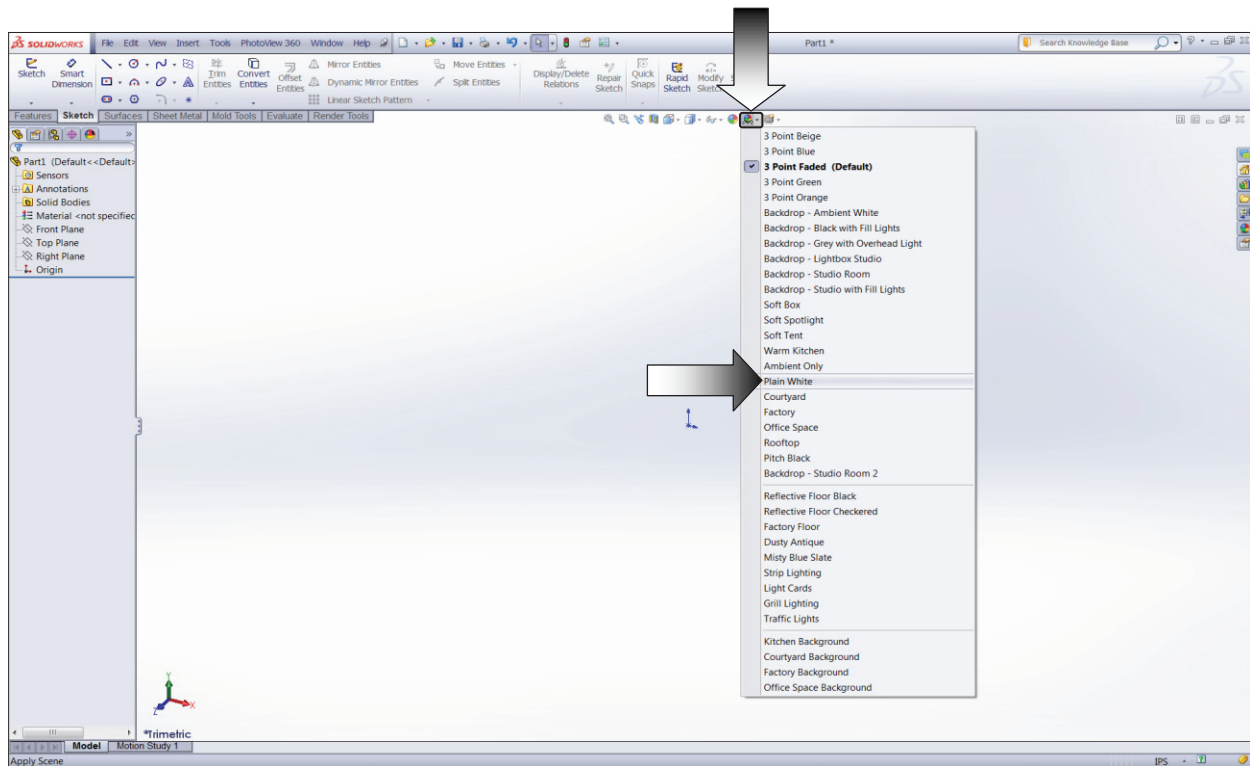 SOLIDWORKS File Edit View Insert Tools PhotoView 360 Window Help Part1 * Search Knowledge Base
Sketch Smart Dimension Trim Entities Convert Entities Offset Entities Mirror Entities Move Entities Display/Delete Relations Repair Sketch Quick Snaps Rapid Sketch Modify
Dynamic Mirror Entities Split Entities
Linear Sketch Pattern
Features Sketch Surfaces Sheet Metal Mold Tools Evaluate Render Tools
Part1 (Default<<Default>
Sensors
Annotations
Solid Bodies
Material <not specified
Front Plane
Top Plane
Right Plane
Origin
3 Point Beige
3 Point Blue
3 Point Faded (Default)
3 Point Green
3 Point Orange
Backdrop - Ambient White
Backdrop - Black with Fill Lights
Backdrop - Grey with Overhead Light
Backdrop - Lightbox Studio
Backdrop - Studio Room
Backdrop - Studio with Fill Lights
Soft Box
Soft Spotlight
Soft Tent
Warm Kitchen
Ambient Only
Plain White
Courtyard
Factory
Office Space
Rooftop
Pitch Black
Backdrop - Studio Room 2
Reflective Floor Black
Reflective Floor Checkered
Factory Floor
Dusty Antique
Misty Blue Slate
Strip Lighting
Light Cards
Grill Lighting
Traffic Lights
Kitchen Background
Courtyard Background
Factory Background
Office Space Background
Y
X
Z
*Trimetric
Model Motion Study 1
Apply Scene IPS